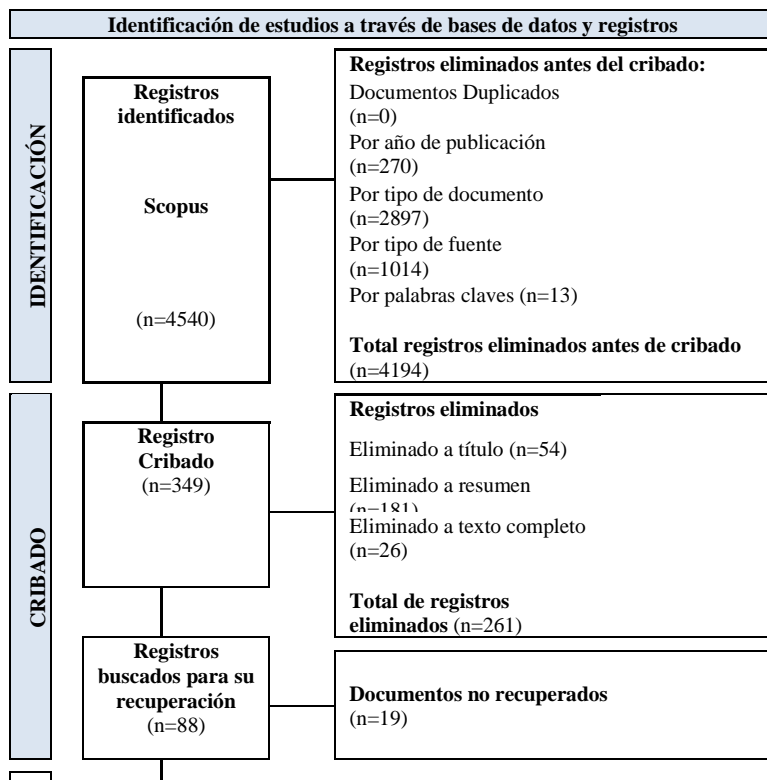 Identificación de estudios a través de bases de datos y registros
IDENTIFICACIÓN
Registros
identificados
Scopus
(n=4540)
Registros eliminados antes del cribado:
Documentos Duplicados
(n=0)
Por año de publicación
(n=270)
Por tipo de documento
(n=2897)
Por tipo de fuente
(n=1014)
Por palabras claves (n=13)
Total registros eliminados antes de cribado
(n=4194)
CRIBADO
Registro
Cribado
(n=349)
Registros eliminados
Eliminado a título (n=54)
Eliminado a resumen
(n=181)
Eliminado a texto completo
(n=26)
Total de registros
eliminados (n=261)
Registros
buscados para su
recuperación
(n=88)
Documentos no recuperados
(n=19)